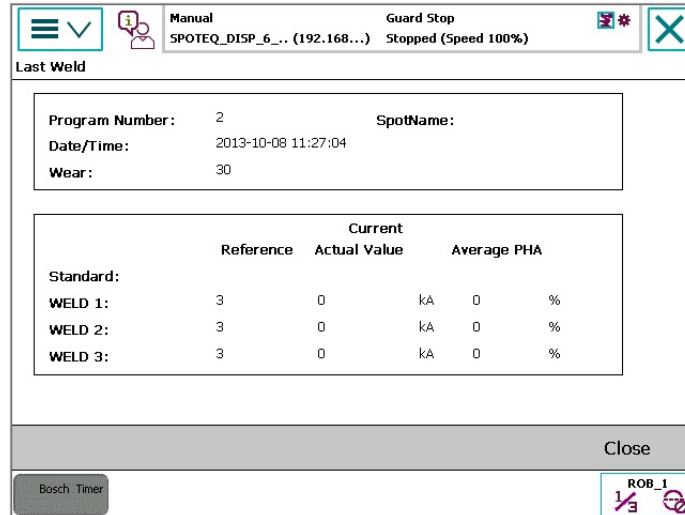 Manual Guard Stop
SPOTEQ_DISP_6_.. (192.168...) Stopped (Speed 100%)
Last Weld
Program Number: 2 SpotName:
Date/Time: 2013-10-08 11:27:04
Wear: 30
Current
Reference Actual Value Average PHA
Standard:
WELD 1: 3 0 kA 0 %
WELD 2: 3 0 kA 0 %
WELD 3: 3 0 kA 0 %
Close
Bosch Timer
ROB_1
1/3